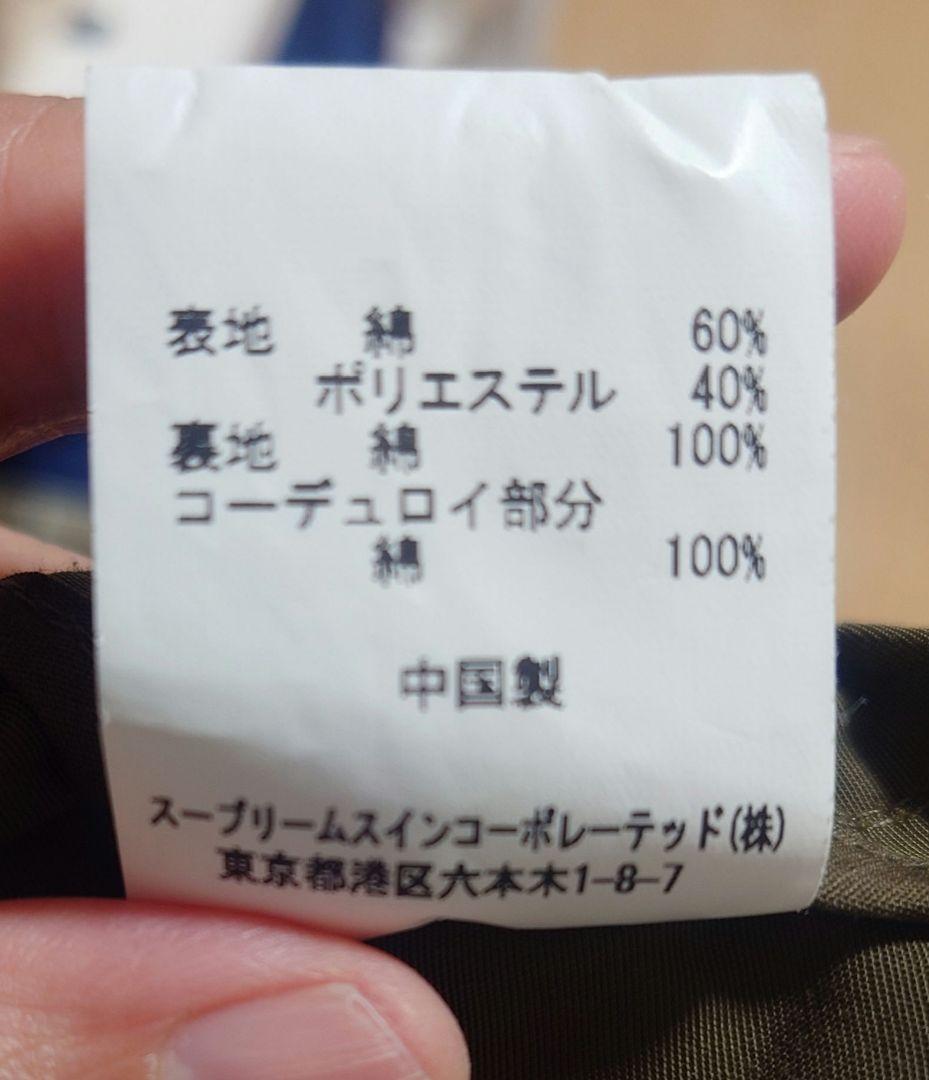 表地 綿 60%
ポリエステル 40%
裏地 綿 100%
コーデュロイ部分
綿 100%
中国製
スープリームスインコーポレーテッド(株)
東京都港区六本木1-8-7